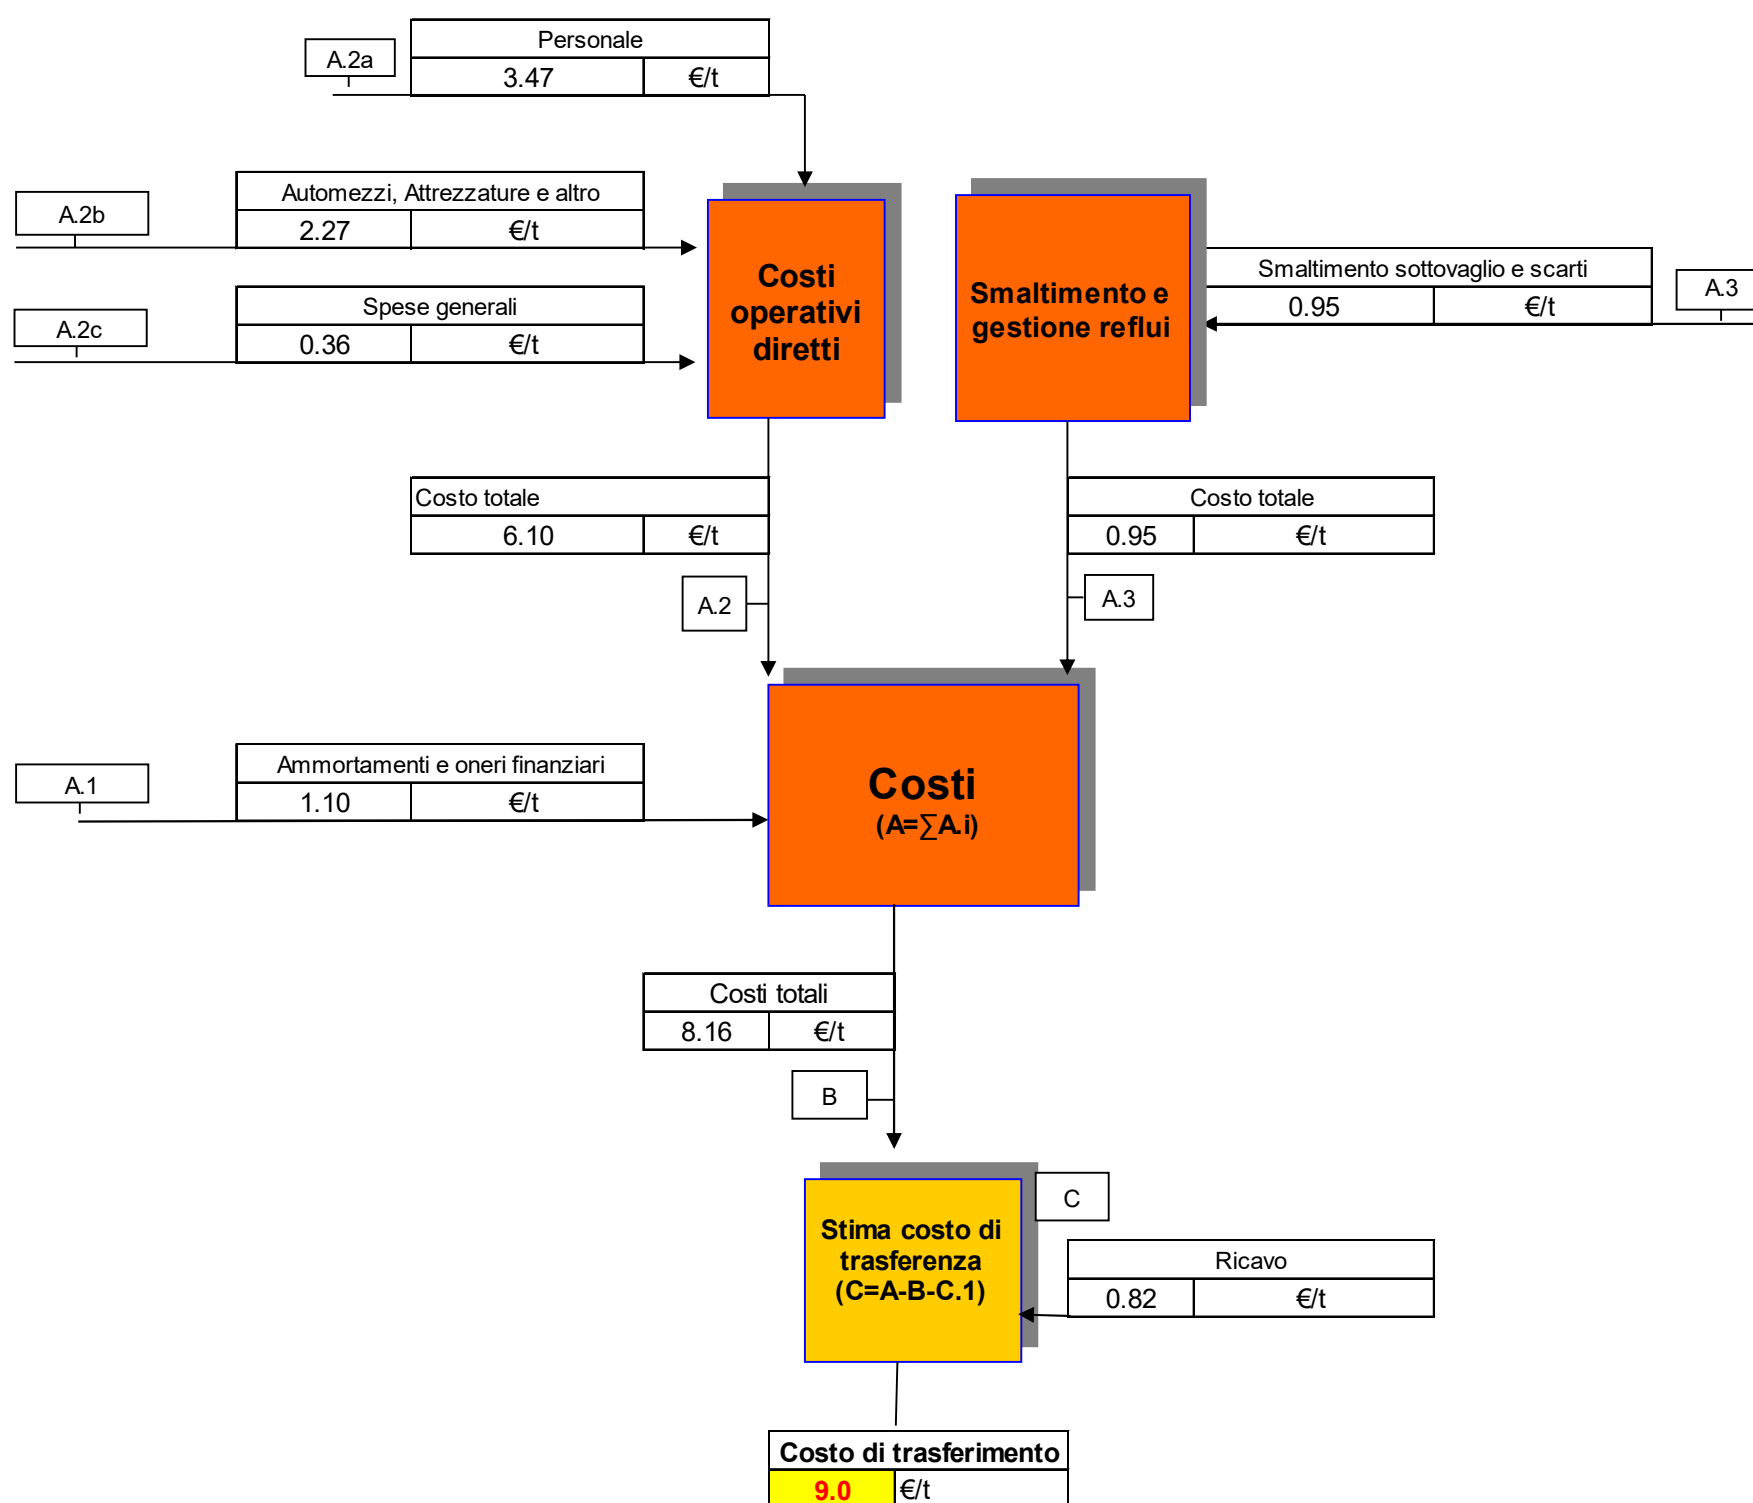 A.2a
Personale
3.47 €/t
A.2b
Automezzi, Attrezzature e altro
2.27 €/t
A.2c
Spese generali
0.36 €/t
Costi
operativi
diretti
Smaltimento e
gestione reflui
Smaltimento sottovaglio e scarti
0.95 €/t
A.3
Costo totale
6.10 €/t
Costo totale
0.95 €/t
A.2
A.3
A.1
Ammortamenti e oneri finanziari
1.10 €/t
Costi
(A=∑A.i)
Costi totali
8.16 €/t
B
C
Stima costo di
trasferenza
(C=A-B-C.1)
Ricavo
0.82 €/t
Costo di trasferimento
9.0 €/t